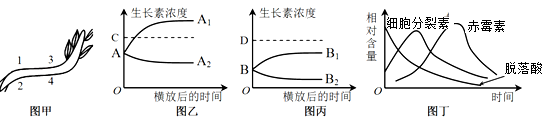 1 3
2 4
图甲
生长素浓度
C
A
A₁
A₂
O
横放后的时间
图乙
生长素浓度
D
B
B₁
B₂
O
横放后的时间
图丙
相对含量
细胞分裂素
赤霉素
脱落酸
O
时间
图丁